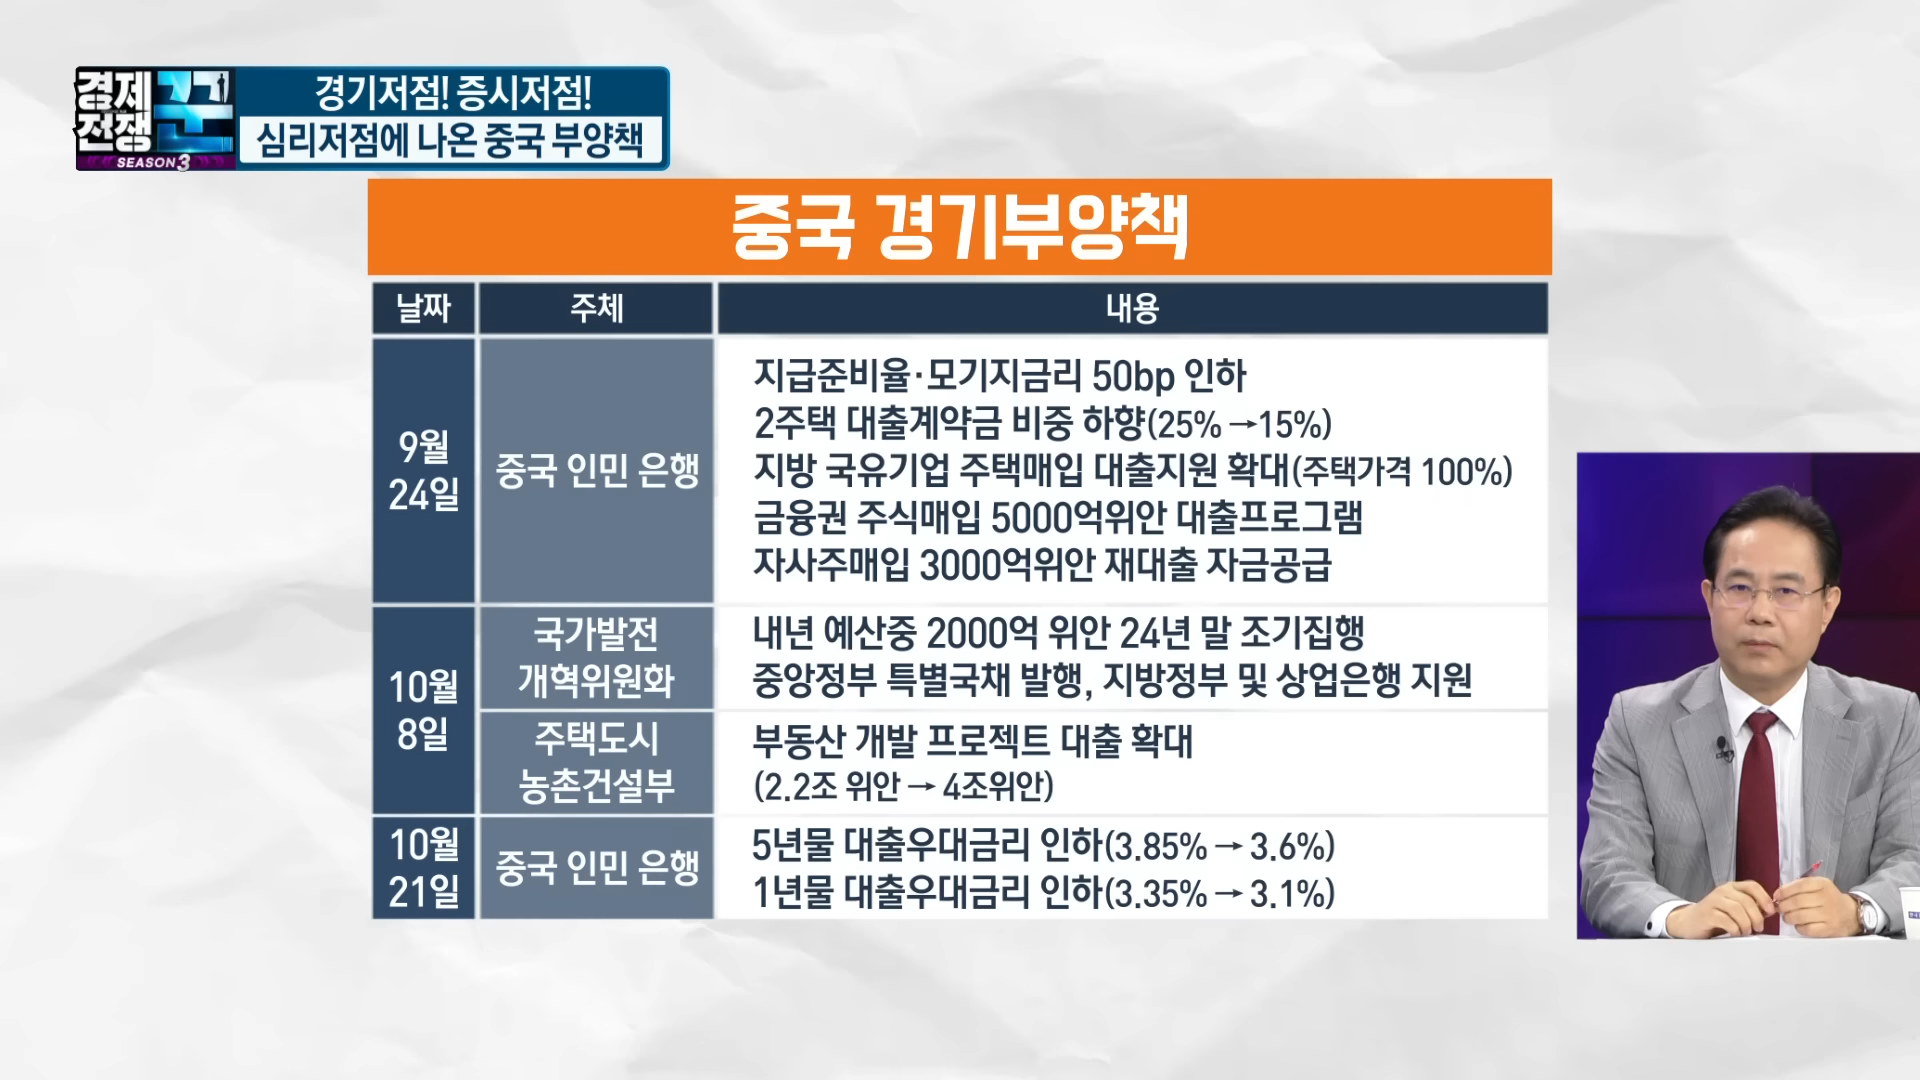 경제전쟁 꾼
SEASON3
경기저점! 증시저점!
심리저점에 나온 중국 부양책
중국 경기부양책
날짜 주체 내용
9월
24일
중국 인민 은행
지급준비율·모기지금리 50bp 인하
2주택 대출계약금 비중 하향(25% →15%)
지방 국유기업 주택매입 대출지원 확대(주택가격 100%)
금융권 주식매입 5000억위안 대출프로그램
자사주매입 3000억위안 재대출 자금공급
10월
8일
국가발전
개혁위원화
내년 예산중 2000억 위안 24년 말 조기집행
중앙정부 특별국채 발행, 지방정부 및 상업은행 지원
주택도시
농촌건설부
부동산 개발 프로젝트 대출 확대
(2.2조 위안 → 4조위안)
10월
21일
중국 인민 은행
5년물 대출우대금리 인하(3.85% → 3.6%)
1년물 대출우대금리 인하(3.35% → 3.1%)